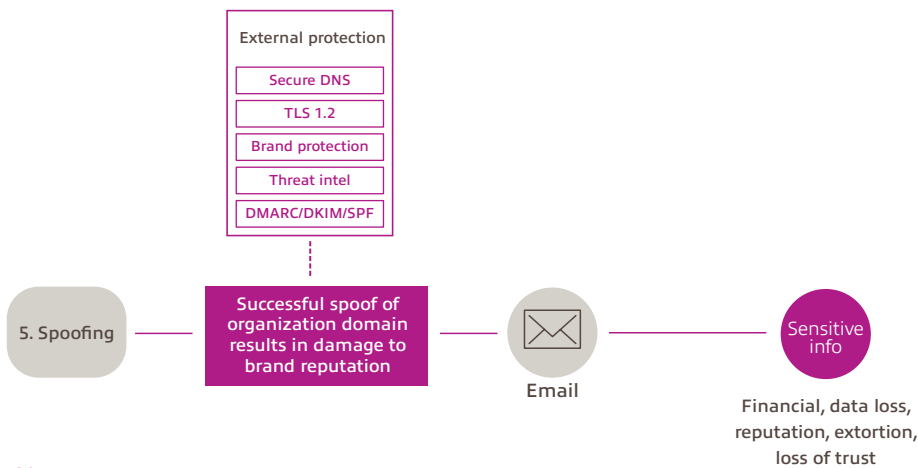 External protection
Secure DNS
TLS 1.2
Brand protection
Threat intel
DMARC/DKIM/SPF
5. Spoofing
Successful spoof of
organization domain
results in damage to
brand reputation
Email
Sensitive
info
Financial, data loss,
reputation, extortion,
loss of trust